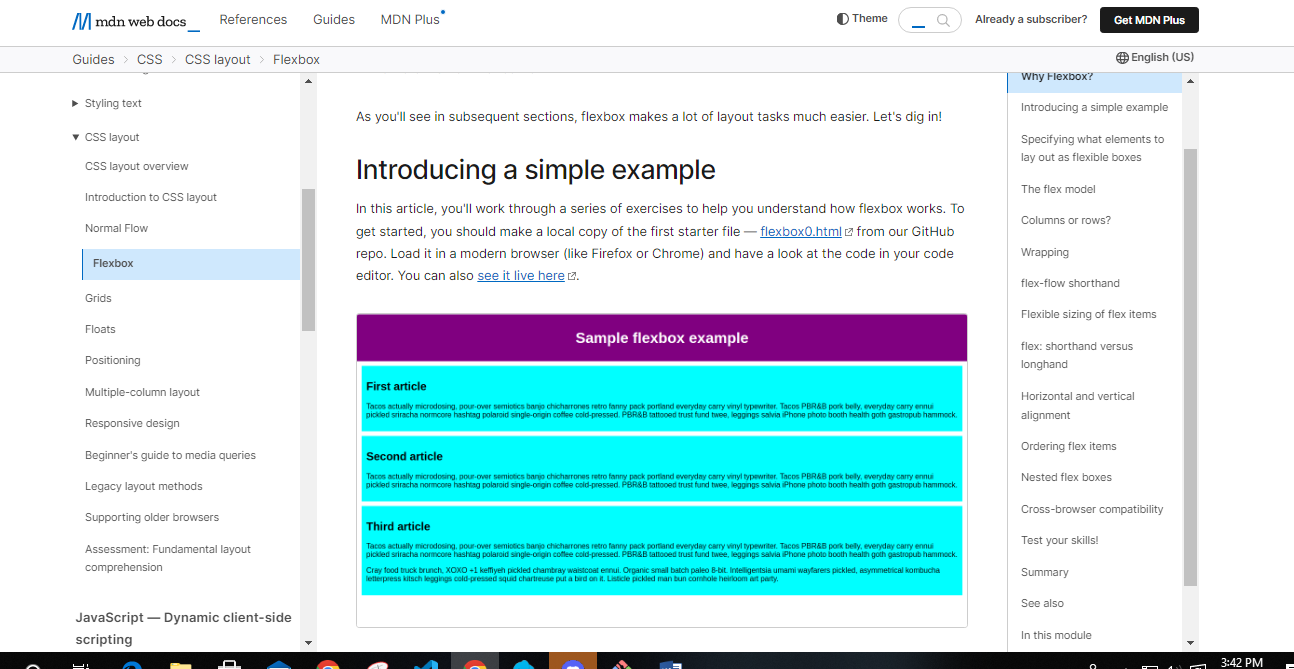 mdn web docs_
References
Guides
MDN Plus
Theme
Already a subscriber?
Get MDN Plus
Guides
CSS
CSS layout
Flexbox
English (US)
Styling text
CSS layout
CSS layout overview
Introduction to CSS layout
Normal Flow
Flexbox
Grids
Floats
Positioning
Multiple-column layout
Responsive design
Beginner's guide to media queries
Legacy layout methods
Supporting older browsers
Assessment: Fundamental layout
comprehension
JavaScript — Dynamic client-side
scripting
As you'll see in subsequent sections, flexbox makes a lot of layout tasks much easier. Let's dig in!
Introducing a simple example
In this article, you'll work through a series of exercises to help you understand how flexbox works. To
get started, you should make a local copy of the first starter file — flexbox0.html from our GitHub
repo. Load it in a modern browser (like Firefox or Chrome) and have a look at the code in your code
editor. You can also see it live here.
Sample flexbox example
First article
Tacos actually microdosing, pour-over semiotics banjo chicharrones retro fanny pack portland everyday carry vinyl typewriter. Tacos PBR&B pork belly, everyday carry ennui
pickled sriracha normcore hashtag polaroid single-origin coffee cold-pressed. PBR&B tattooed trust fund twee, leggings salvia iPhone photo booth health goth gastropub hammock.
Second article
Tacos actually microdosing, pour-over semiotics banjo chicharrones retro fanny pack portland everyday carry vinyl typewriter. Tacos PBR&B pork belly, everyday carry ennui
pickled sriracha normcore hashtag polaroid single-origin coffee cold-pressed. PBR&B tattooed trust fund twee, leggings salvia iPhone photo booth health goth gastropub hammock.
Third article
Tacos actually microdosing, pour-over semiotics banjo chicharrones retro fanny pack portland everyday carry vinyl typewriter. Tacos PBR&B pork belly, everyday carry ennui
pickled sriracha normcore hashtag polaroid single-origin coffee cold-pressed. PBR&B tattooed trust fund twee, leggings salvia iPhone photo booth health goth gastropub hammock.
Cray food truck brunch, XOXO +1 keffiyeh pickled chambray waistcoat ennui. Organic small batch paleo 8-bit. Intelligentsia umami wayfarers pickled, asymmetrical kombucha
letterpress kitsch leggings cold-pressed squid chartreuse put a bird on it. Listicle pickled man bun cornhole heirloom art party.
Why Flexbox?
Introducing a simple example
Specifying what elements to
lay out as flexible boxes
The flex model
Columns or rows?
Wrapping
flex-flow shorthand
Flexible sizing of flex items
flex: shorthand versus
longhand
Horizontal and vertical
alignment
Ordering flex items
Nested flex boxes
Cross-browser compatibility
Test your skills!
Summary
See also
In this module
3:42 PM